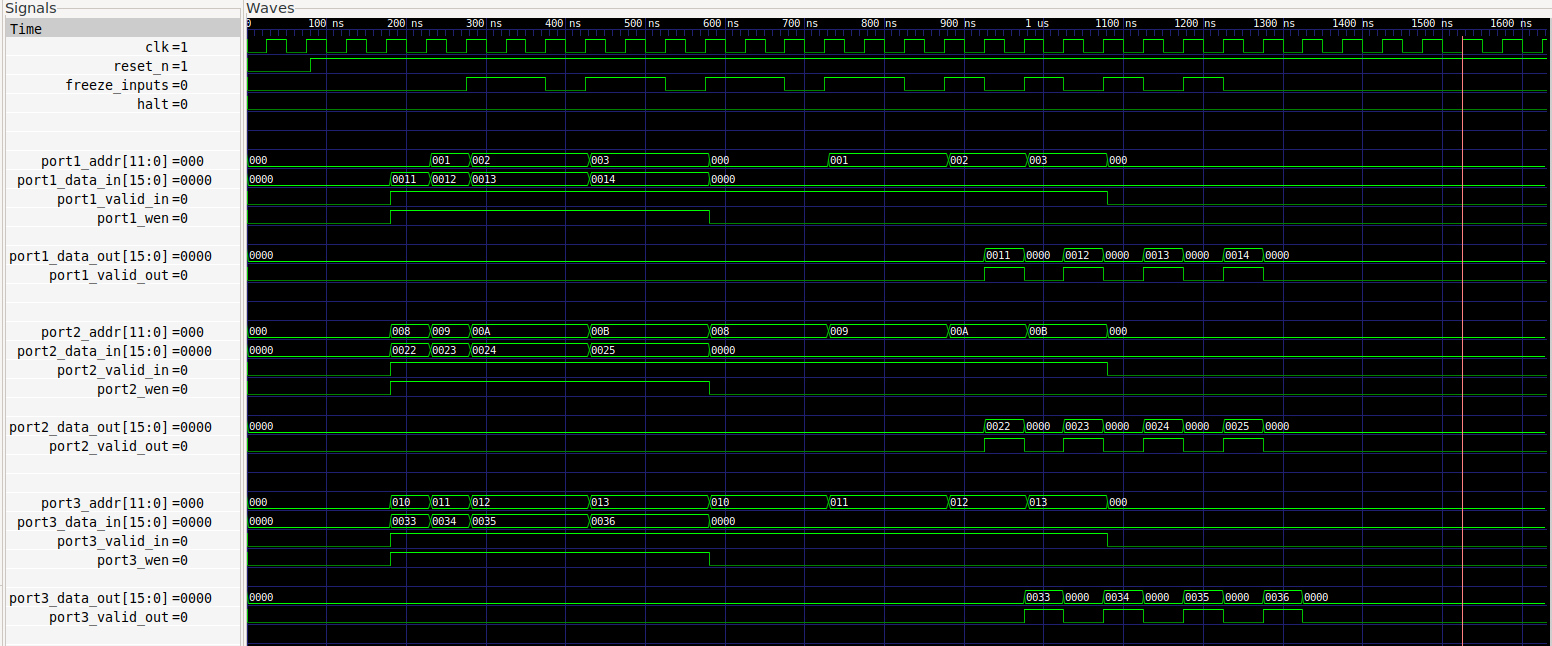 Signals Waves
Time 0 100 ns 200 ns 300 ns 400 ns 500 ns 600 ns 700 ns 800 ns 900 ns 1 us 1100 ns 1200 ns 1300 ns 1400 ns 1500 ns 1600 ns
clk=1
reset_n=1
freeze_inputs=0
halt=0
port1_addr[11:0]=000 000 001 002 003 000 001 002 003 000
port1_data_in[15:0]=0000 0000 0011 0012 0013 0014 0000
port1_valid_in=0
port1_wen=0
port1_data_out[15:0]=0000 0000 0011 0000 0012 0000 0013 0000 0014 0000
port1_valid_out=0
port2_addr[11:0]=000 000 008 009 00A 00B 008 009 00A 00B 000
port2_data_in[15:0]=0000 0000 0022 0023 0024 0025 0000
port2_valid_in=0
port2_wen=0
port2_data_out[15:0]=0000 0000 0022 0000 0023 0000 0024 0000 0025 0000
port2_valid_out=0
port3_addr[11:0]=000 000 010 011 012 013 010 011 012 013 000
port3_data_in[15:0]=0000 0000 0033 0034 0035 0036 0000
port3_valid_in=0
port3_wen=0
port3_data_out[15:0]=0000 0000 0033 0000 0034 0000 0035 0000 0036 0000
port3_valid_out=0